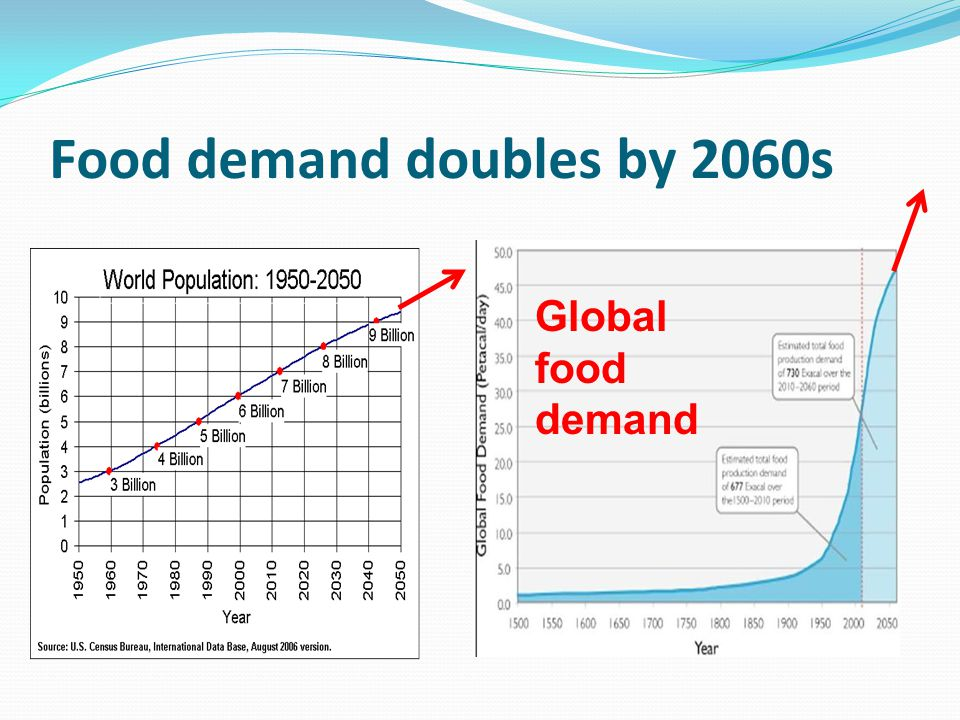 Food demand doubles by 2060s
World Population: 1950-2050
Population (billions)
10
9
8
7
6
5
4
3
2
1
0
9 Billion
8 Billion
7 Billion
6 Billion
5 Billion
4 Billion
3 Billion
1950
1960
1970
1980
1990
2000
2010
2020
2030
2040
2050
Year
Source: U.S. Census Bureau, International Data Base, August 2006 version.
Global Food Demand (Petacal/day)
50.0
45.0
40.0
35.0
30.0
25.0
20.0
15.0
10.0
5.0
0.0
Global
food
demand
Estimated total food
production demand
of 730 Exacal over the
2010–2060 period
Estimated total food
production demand
of 677 Exacal over
the1500–2010 period
1500 1550 1600 1650 1700 1750 1800 1850 1900 1950 2000 2050
Year